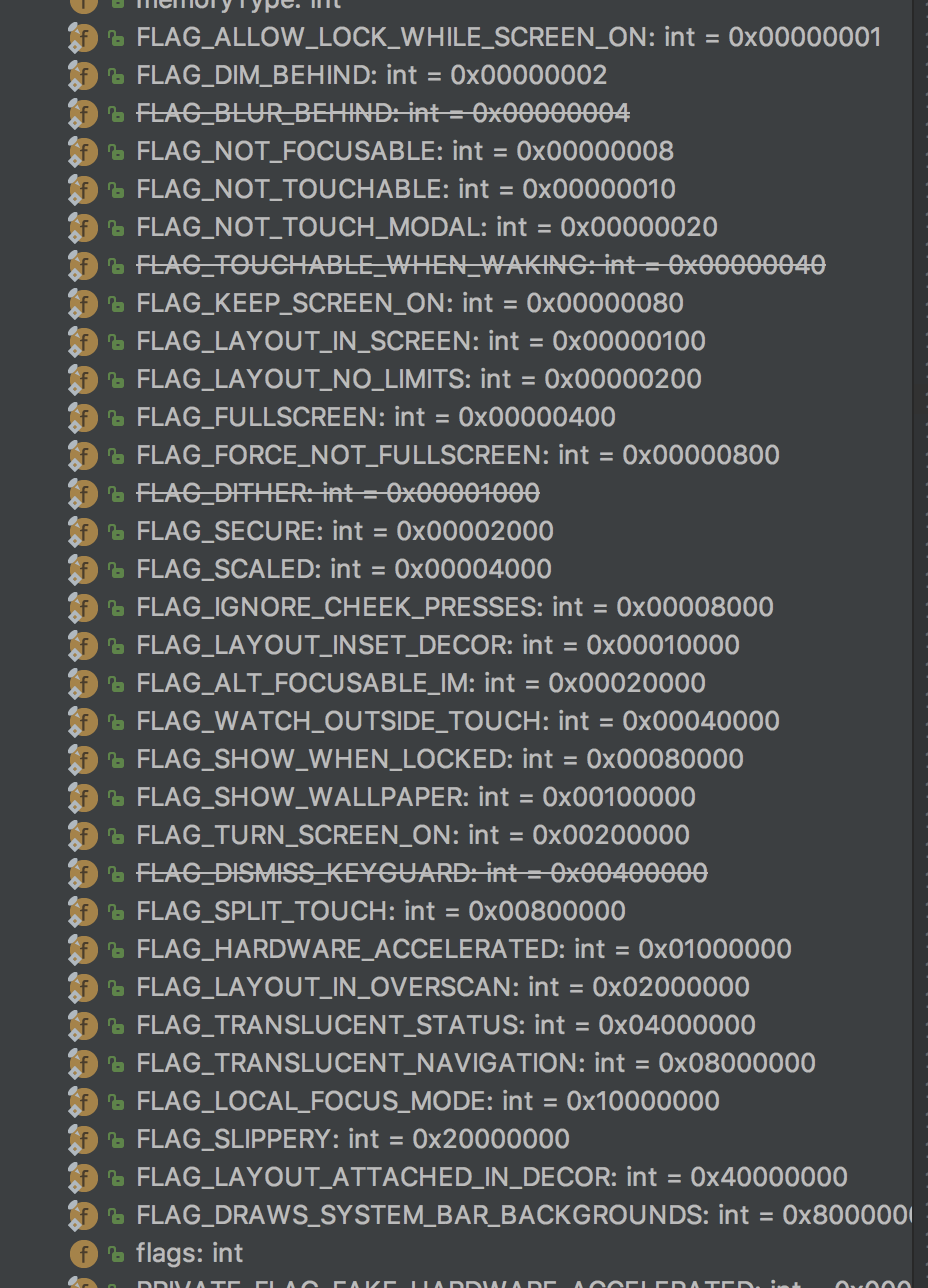 memoryType: int
FLAG_ALLOW_LOCK_WHILE_SCREEN_ON: int = 0x00000001
FLAG_DIM_BEHIND: int = 0x00000002
FLAG_BLUR_BEHIND: int = 0x00000004
FLAG_NOT_FOCUSABLE: int = 0x00000008
FLAG_NOT_TOUCHABLE: int = 0x00000010
FLAG_NOT_TOUCH_MODAL: int = 0x00000020
FLAG_TOUCHABLE_WHEN_WAKING: int = 0x00000040
FLAG_KEEP_SCREEN_ON: int = 0x00000080
FLAG_LAYOUT_IN_SCREEN: int = 0x00000100
FLAG_LAYOUT_NO_LIMITS: int = 0x00000200
FLAG_FULLSCREEN: int = 0x00000400
FLAG_FORCE_NOT_FULLSCREEN: int = 0x00000800
FLAG_DITHER: int = 0x00001000
FLAG_SECURE: int = 0x00002000
FLAG_SCALED: int = 0x00004000
FLAG_IGNORE_CHEEK_PRESSES: int = 0x00008000
FLAG_LAYOUT_INSET_DECOR: int = 0x00010000
FLAG_ALT_FOCUSABLE_IM: int = 0x00020000
FLAG_WATCH_OUTSIDE_TOUCH: int = 0x00040000
FLAG_SHOW_WHEN_LOCKED: int = 0x00080000
FLAG_SHOW_WALLPAPER: int = 0x00100000
FLAG_TURN_SCREEN_ON: int = 0x00200000
FLAG_DISMISS_KEYGUARD: int = 0x00400000
FLAG_SPLIT_TOUCH: int = 0x00800000
FLAG_HARDWARE_ACCELERATED: int = 0x01000000
FLAG_LAYOUT_IN_OVERSCAN: int = 0x02000000
FLAG_TRANSLUCENT_STATUS: int = 0x04000000
FLAG_TRANSLUCENT_NAVIGATION: int = 0x08000000
FLAG_LOCAL_FOCUS_MODE: int = 0x10000000
FLAG_SLIPPERY: int = 0x20000000
FLAG_LAYOUT_ATTACHED_IN_DECOR: int = 0x40000000
FLAG_DRAWS_SYSTEM_BAR_BACKGROUNDS: int = 0x8000000
flags: int
PRIVATE_FLAG_FAKE_HARDWARE_ACCELERATED: int = 0x000